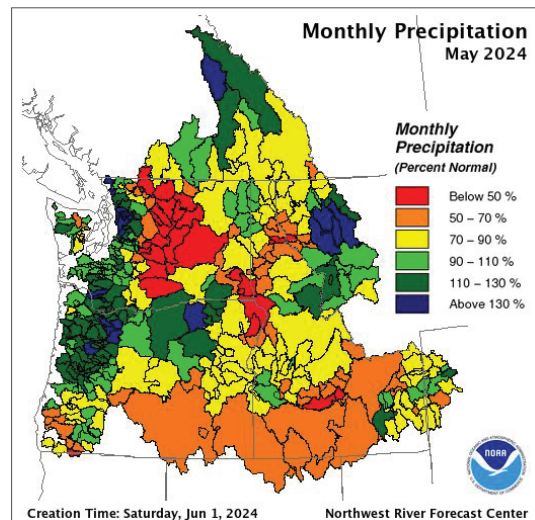 Monthly Precipitation
May 2024
Monthly
Precipitation
(Percent Normal)
Below 50 %
50 – 70 %
70 – 90 %
90 – 110 %
110 – 130 %
Above 130 %
NOAA
Creation Time: Saturday, Jun 1, 2024
Northwest River Forecast Center